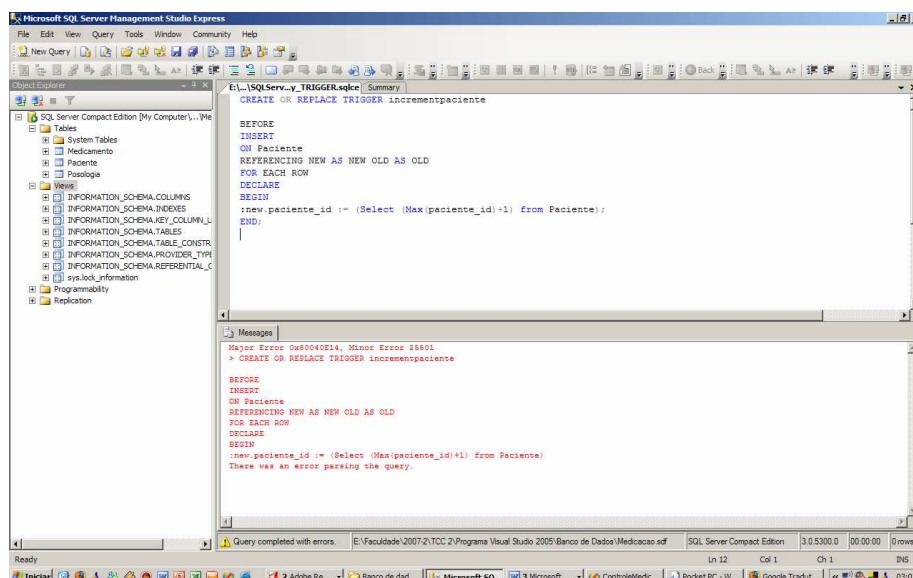 Microsoft SQL Server Management Studio Express
File Edit View Query Tools Window Community Help
New Query
Back
Object Explorer
E:\...\SQLServ...y_TRIGGER.sqlce Summary
SQL Server Compact Edition [My Computer\...\Me
Tables
System Tables
Medicamento
Paciente
Posologia
Views
INFORMATION_SCHEMA.COLUMNS
INFORMATION_SCHEMA.INDEXES
INFORMATION_SCHEMA.KEY_COLUMN_U
INFORMATION_SCHEMA.TABLES
INFORMATION_SCHEMA.TABLE_CONSTR
INFORMATION_SCHEMA.PROVIDER_TYPE
INFORMATION_SCHEMA.REFERENTIAL_C
sys.lock_information
Programmability
Replication
CREATE OR REPLACE TRIGGER incrementpaciente
BEFORE
INSERT
ON Paciente
REFERENCING NEW AS NEW OLD AS OLD
FOR EACH ROW
DECLARE
BEGIN
:new.paciente_id := (Select (Max(paciente_id)+1) from Paciente);
END;
Messages
Major Error 0x80040E14, Minor Error 25501
> CREATE OR REPLACE TRIGGER incrementpaciente
BEFORE
INSERT
ON Paciente
REFERENCING NEW AS NEW OLD AS OLD
FOR EACH ROW
DECLARE
BEGIN
:new.paciente_id := (Select (Max(paciente_id)+1) from Paciente)
There was an error parsing the query.
Query completed with errors. E:\Faculdade\2007-2\TCC 2\Programa Visual Studio 2005\Banco de Dados\Medicacao.sdf SQL Server Compact Edition 3.0.5300.0 00:00:00 0 rows
Ready Ln 12 Col 1 Ch 1 INS
Iniciar 2 Adobe Re... Banco de dad... Microsoft SQ... 3 Microsoft ControleMedic... Pocket PC - W... Google Tradut...